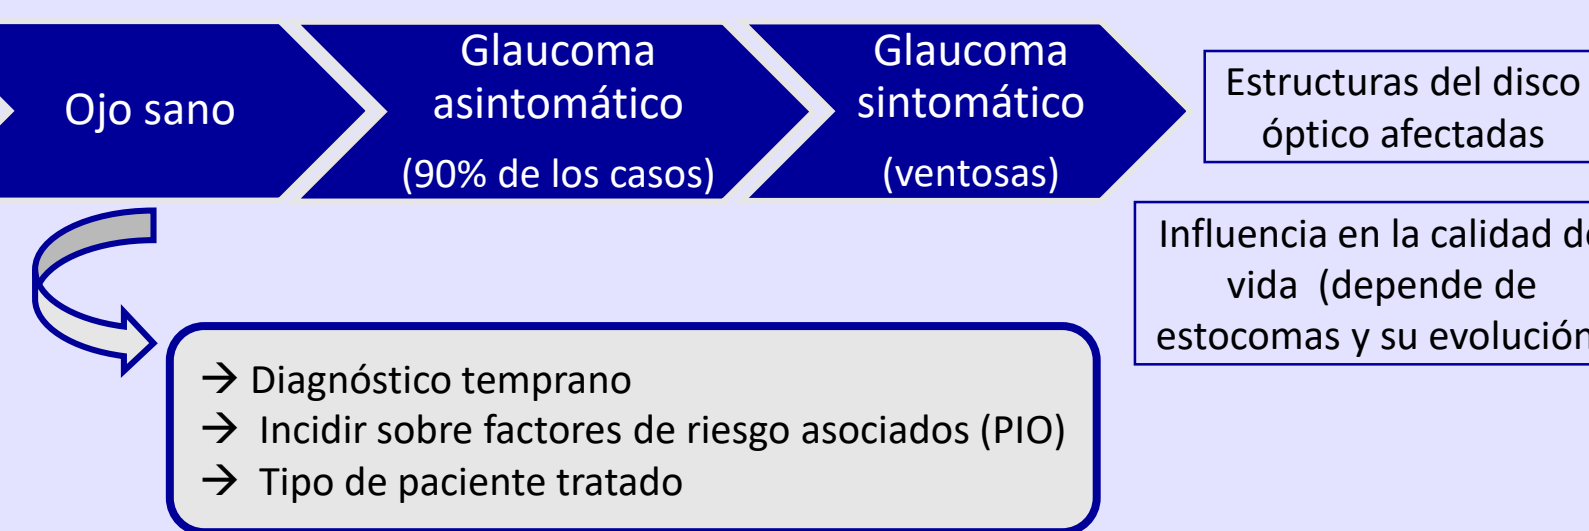 Ojo sano
Glaucoma
asintomático
(90% de los casos)
Glaucoma
sintomático
(ventosas)
Estructuras del disco
óptico afectadas
Influencia en la calidad de
vida (depende de
estocomas y su evolución
→ Diagnóstico temprano
→ Incidir sobre factores de riesgo asociados (PIO)
→ Tipo de paciente tratado